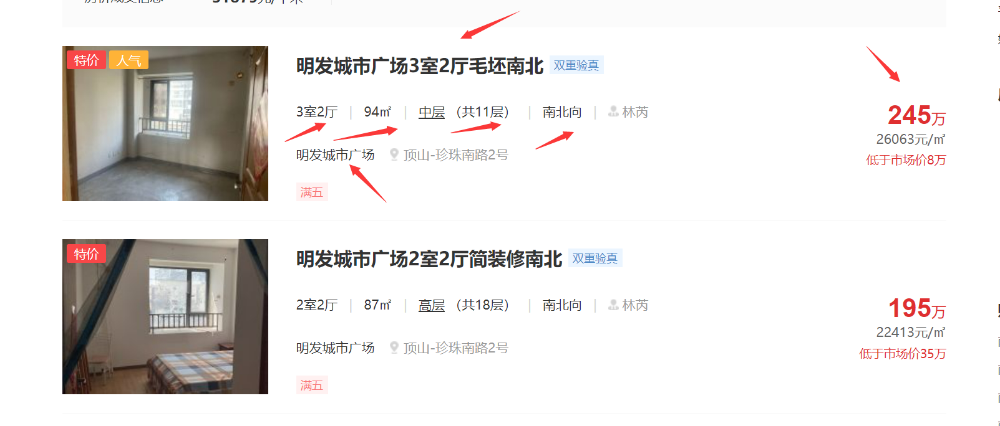 特价 人气
明发城市广场3室2厅毛坯南北 双重验真
3室2厅 | 94㎡ | 中层 （共11层） | 南北向 | 林芮
245万
26063元/㎡
明发城市广场 顶山-珍珠南路2号
低于市场价8万
满五
特价
明发城市广场2室2厅简装修南北 双重验真
2室2厅 | 87㎡ | 高层 （共18层） | 南北向 | 林芮
195万
22413元/㎡
明发城市广场 顶山-珍珠南路2号
低于市场价35万
满五